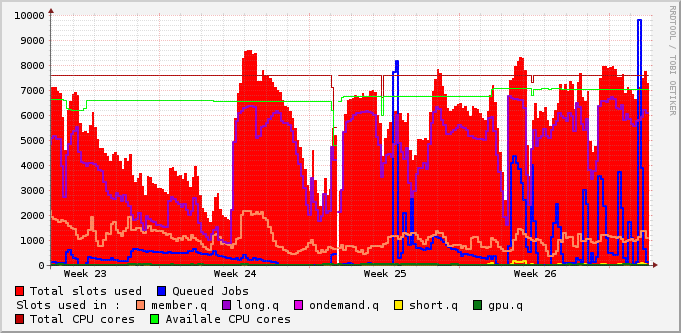 10000
9000
8000
7000
6000
5000
4000
3000
2000
1000
0
Week 23 Week 24 Week 25 Week 26
RRDTOOL / TOBI OETIKER
Total slots used Queued Jobs
Slots used in : member.q long.q ondemand.q short.q gpu.q
Total CPU cores Availale CPU cores